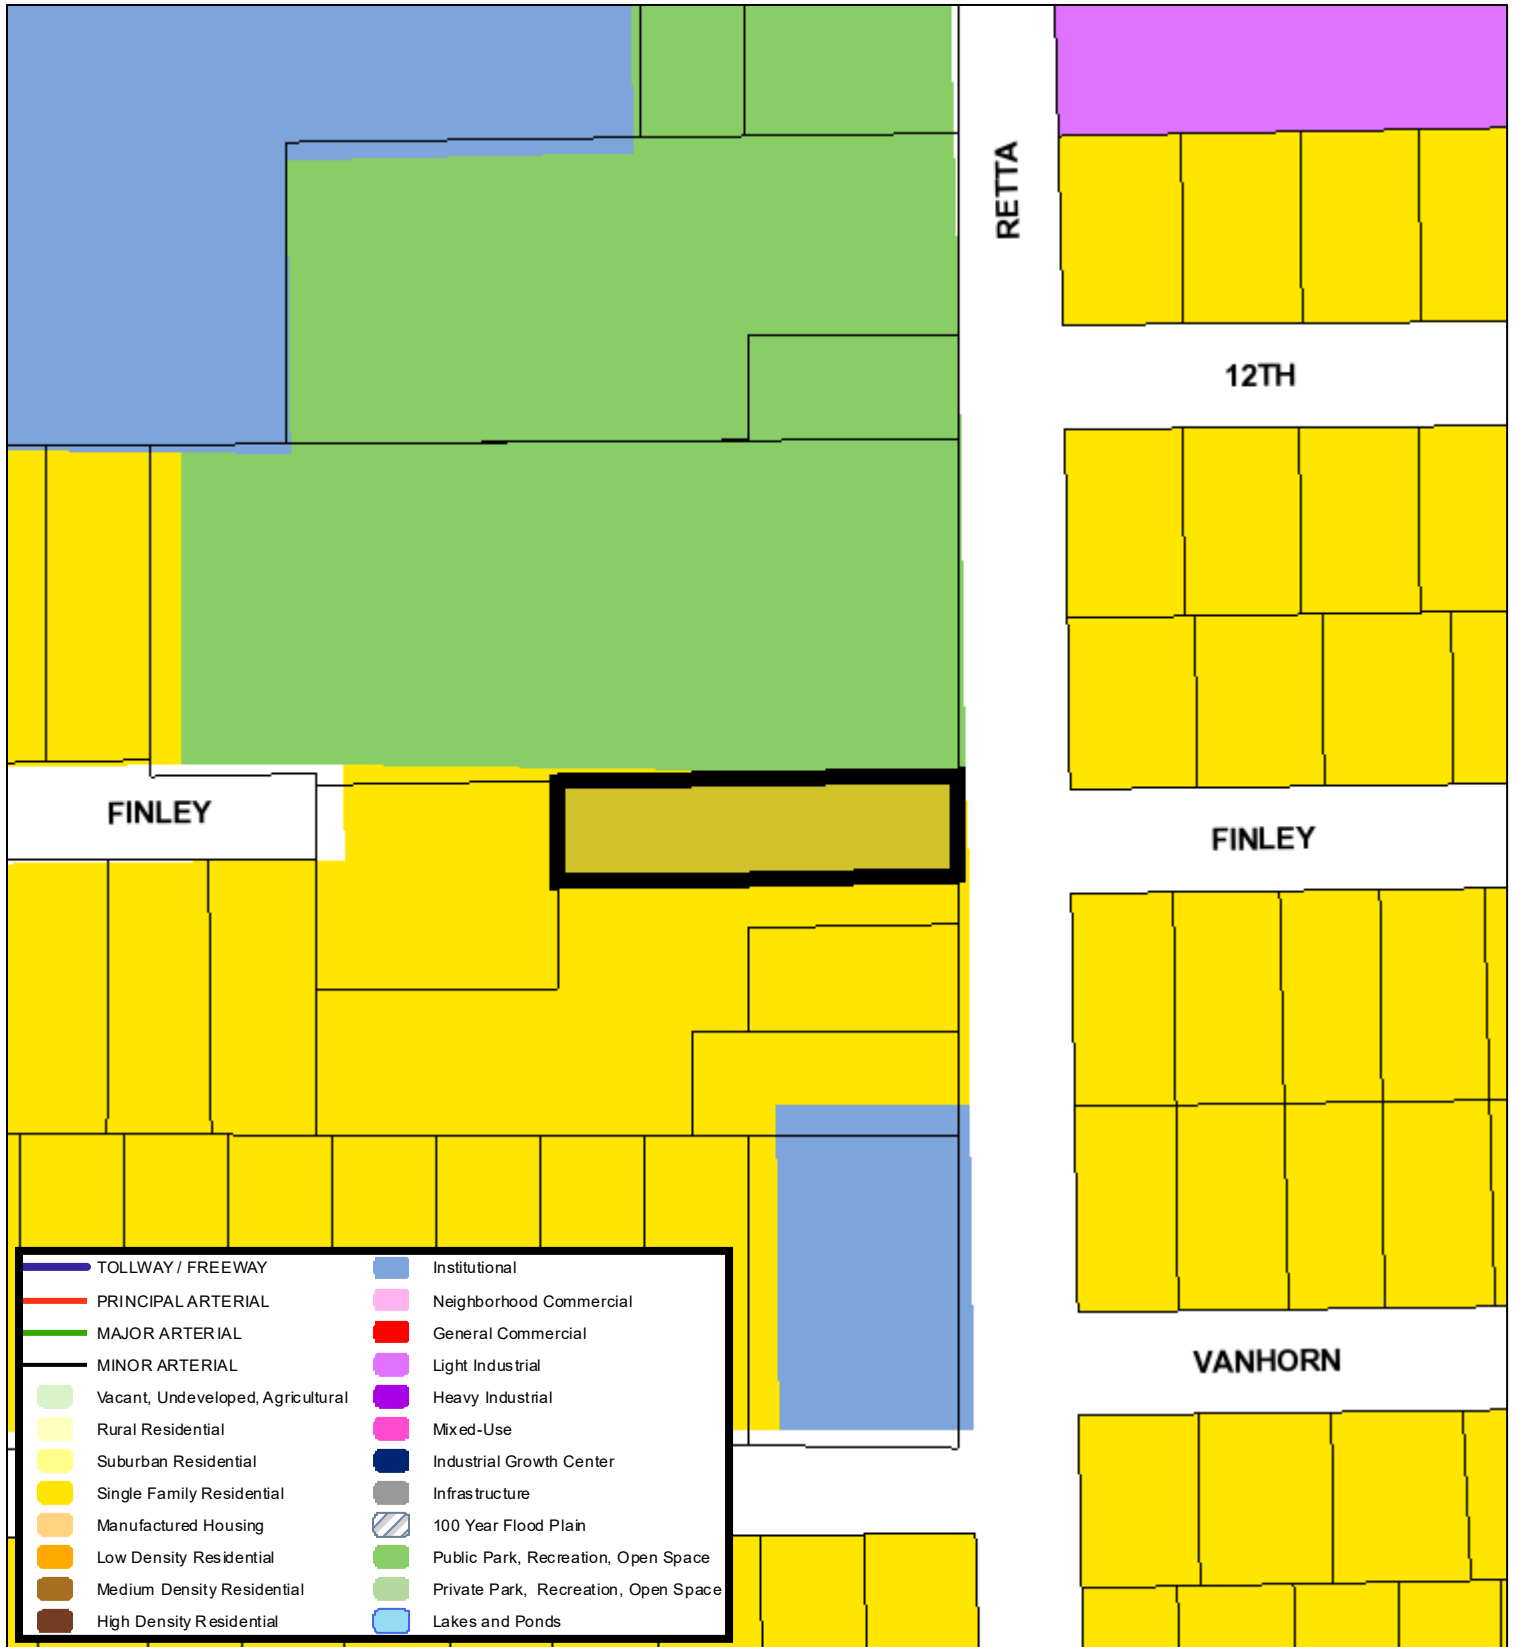 RETTA
12TH
FINLEY
FINLEY
VANHORN
TOLLWAY / FREEWAY
PRINCIPAL ARTERIAL
MAJOR ARTERIAL
MINOR ARTERIAL
Vacant, Undeveloped, Agricultural
Rural Residential
Suburban Residential
Single Family Residential
Manufactured Housing
Low Density Residential
Medium Density Residential
High Density Residential
Institutional
Neighborhood Commercial
General Commercial
Light Industrial
Heavy Industrial
Mixed-Use
Industrial Growth Center
Infrastructure
100 Year Flood Plain
Public Park, Recreation, Open Space
Private Park, Recreation, Open Space
Lakes and Ponds